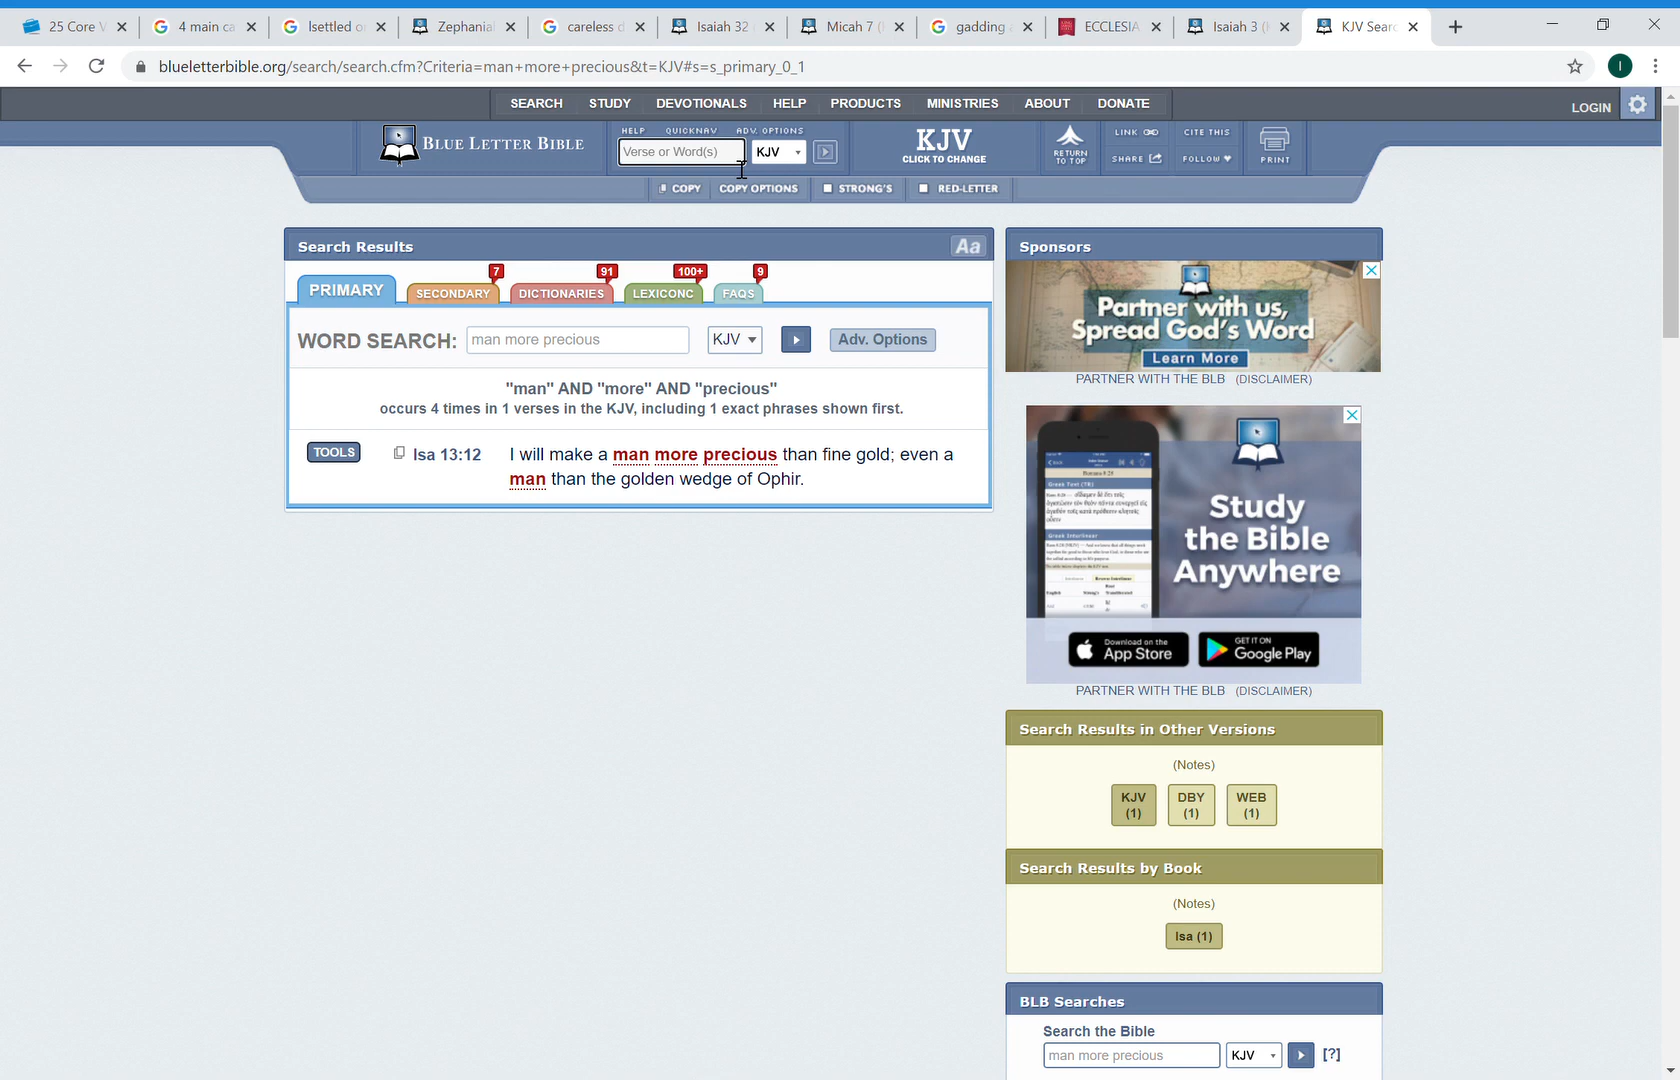 25 Core V
4 main ca
lsettled o
Zephaniah
careless d
Isaiah 32
Micah 7 (
gadding a
ECCLESIA
Isaiah 3 (
KJV Sear
blueletterbible.org/search/search.cfm?Criteria=man+more+precious&t=KJV#s=s_primary_0_1
I
SEARCH STUDY DEVOTIONALS HELP PRODUCTS MINISTRIES ABOUT DONATE
LOGIN
BLUE LETTER BIBLE
HELP QUICKNAV ADV. OPTIONS
Verse or Word(s) KJV
KJV
CLICK TO CHANGE
RETURN
TO TOP
LINK
SHARE
CITE THIS
FOLLOW
PRINT
COPY COPY OPTIONS STRONG'S RED-LETTER
Search Results
Aa
7 91 100+ 9
PRIMARY SECONDARY DICTIONARIES LEXICONC FAQS
WORD SEARCH: man more precious KJV Adv. Options
"man" AND "more" AND "precious"
occurs 4 times in 1 verses in the KJV, including 1 exact phrases shown first.
TOOLS Isa 13:12 I will make a man more precious than fine gold; even a
man than the golden wedge of Ophir.
Sponsors
Partner with us,
Spread God's Word
Learn More
PARTNER WITH THE BLB (DISCLAIMER)
Study
the Bible
Anywhere
Download on the
App Store
GET IT ON
Google Play
PARTNER WITH THE BLB (DISCLAIMER)
Search Results in Other Versions
(Notes)
KJV
(1)
DBY
(1)
WEB
(1)
Search Results by Book
(Notes)
Isa (1)
BLB Searches
Search the Bible
man more precious KJV [?]